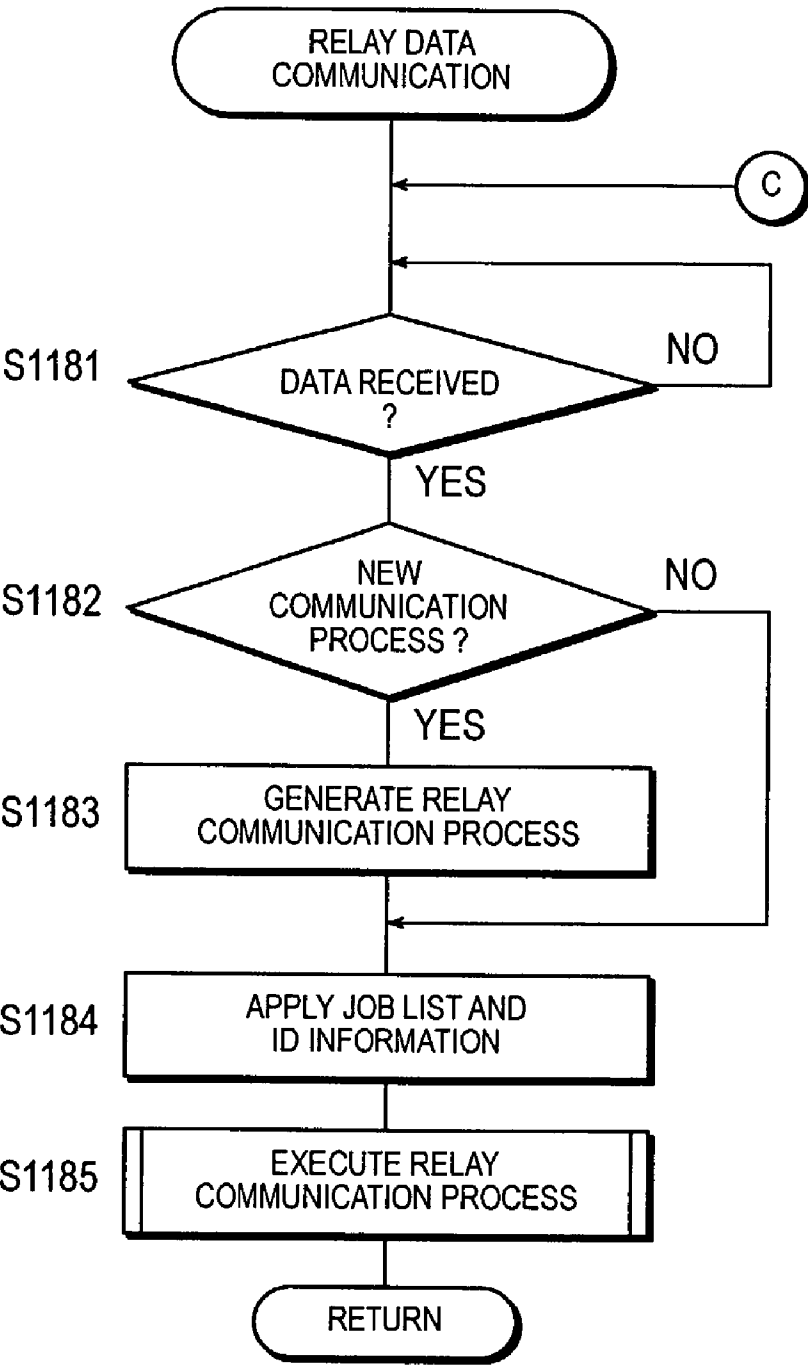 RELAY DATA
COMMUNICATION
C
S1181
DATA RECEIVED
?
NO
YES
S1182
NEW
COMMUNICATION
PROCESS ?
NO
YES
S1183
GENERATE RELAY
COMMUNICATION PROCESS
S1184
APPLY JOB LIST AND
ID INFORMATION
S1185
EXECUTE RELAY
COMMUNICATION PROCESS
RETURN